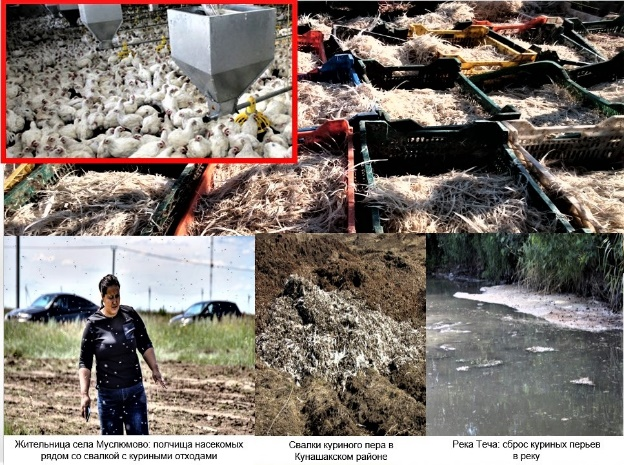 Жительница села Муслюмово: полчища насекомых
рядом со свалкой с куриными отходами
Свалки куриного пера в
Кунашакском районе
Река Теча: сброс куриных перьев
в реку